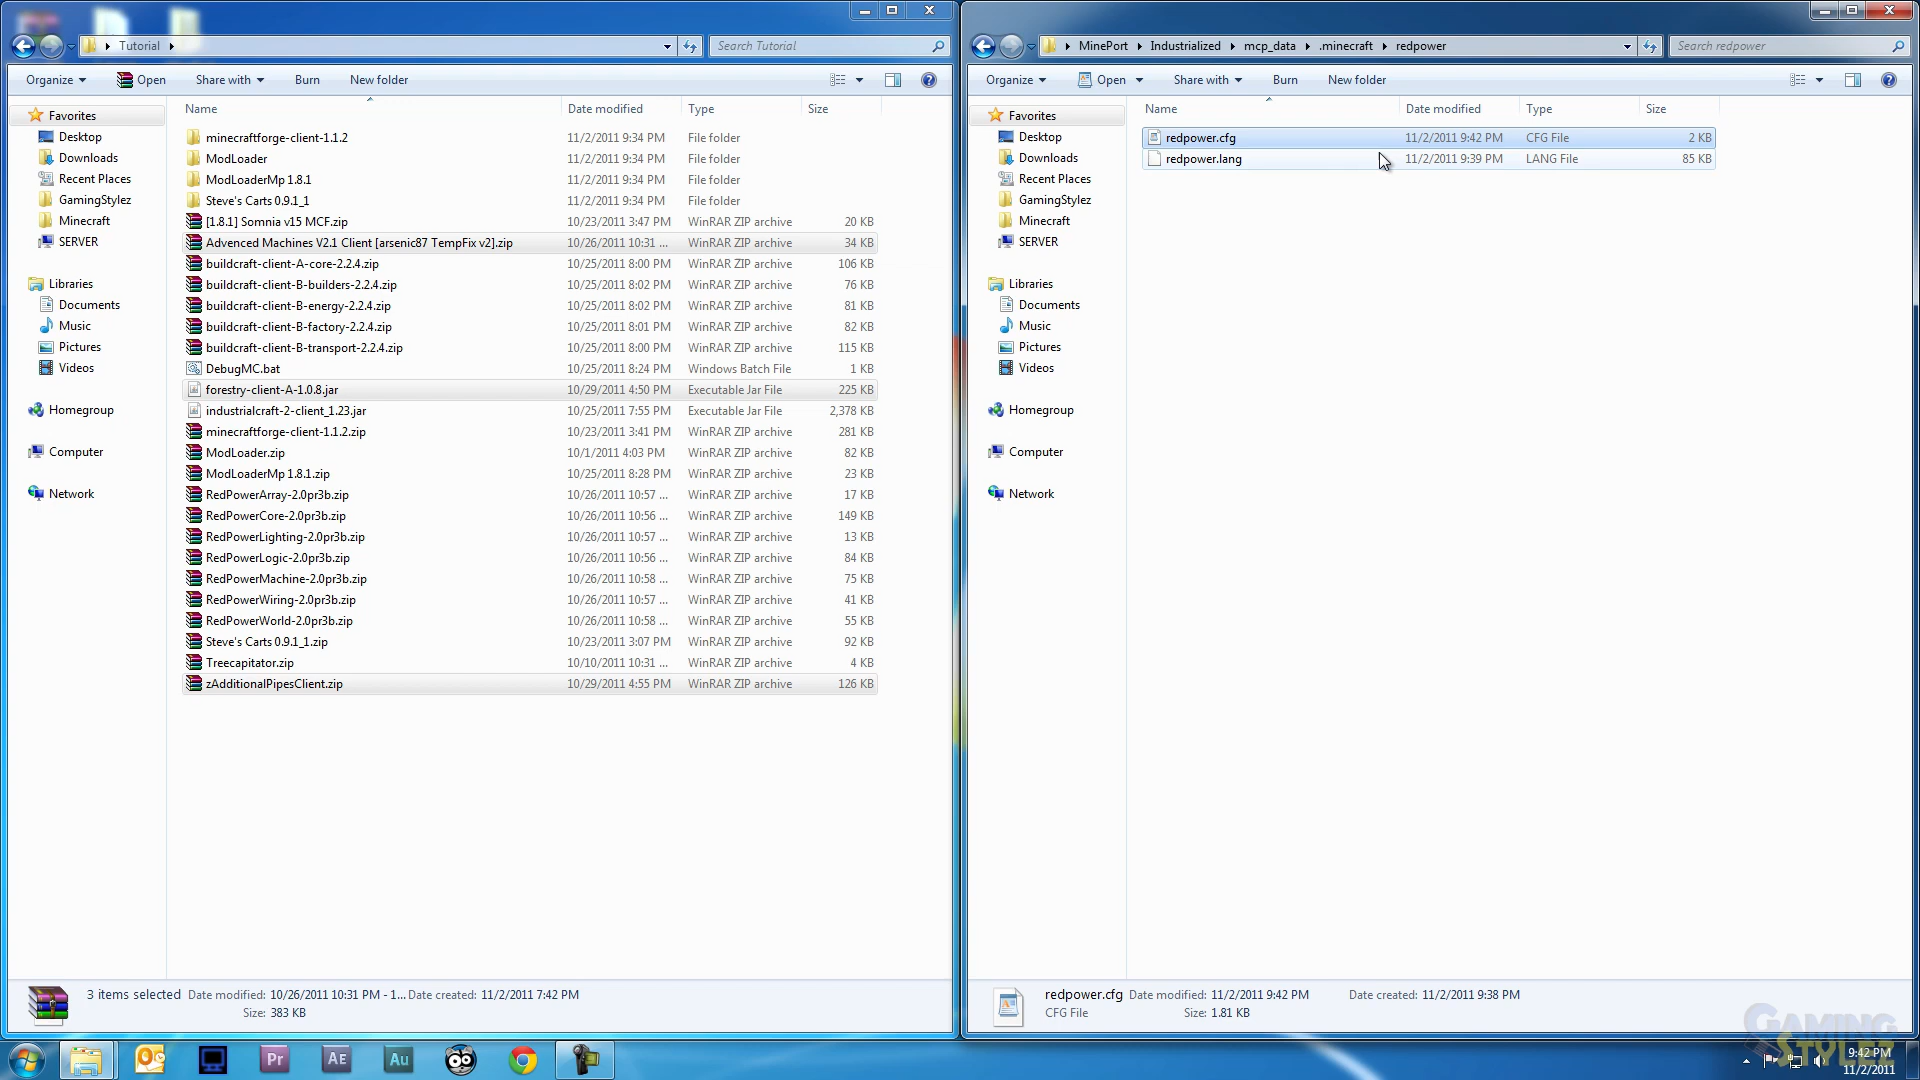 Tutorial
Search Tutorial
Organize Open Share with Burn New folder
Favorites
Desktop
Downloads
Recent Places
GamingStylez
Minecraft
SERVER
Libraries
Documents
Music
Pictures
Videos
Homegroup
Computer
Network
Name Date modified Type Size
minecraftforge-client-1.1.2 11/2/2011 9:34 PM File folder
ModLoader 11/2/2011 9:34 PM File folder
ModLoaderMp 1.8.1 11/2/2011 9:34 PM File folder
Steve's Carts 0.9.1_1 11/2/2011 9:34 PM File folder
[1.8.1] Somnia v15 MCF.zip 10/23/2011 3:47 PM WinRAR ZIP archive 20 KB
Advenced Machines V2.1 Client [arsenic87 TempFix v2].zip 10/26/2011 10:31 ... WinRAR ZIP archive 34 KB
buildcraft-client-A-core-2.2.4.zip 10/25/2011 8:00 PM WinRAR ZIP archive 106 KB
buildcraft-client-B-builders-2.2.4.zip 10/25/2011 8:02 PM WinRAR ZIP archive 76 KB
buildcraft-client-B-energy-2.2.4.zip 10/25/2011 8:02 PM WinRAR ZIP archive 81 KB
buildcraft-client-B-factory-2.2.4.zip 10/25/2011 8:01 PM WinRAR ZIP archive 82 KB
buildcraft-client-B-transport-2.2.4.zip 10/25/2011 8:00 PM WinRAR ZIP archive 115 KB
DebugMC.bat 10/25/2011 8:24 PM Windows Batch File 1 KB
forestry-client-A-1.0.8.jar 10/29/2011 4:50 PM Executable Jar File 225 KB
industrialcraft-2-client_1.23.jar 10/25/2011 7:55 PM Executable Jar File 2,378 KB
minecraftforge-client-1.1.2.zip 10/23/2011 3:41 PM WinRAR ZIP archive 281 KB
ModLoader.zip 10/1/2011 4:03 PM WinRAR ZIP archive 82 KB
ModLoaderMp 1.8.1.zip 10/25/2011 8:28 PM WinRAR ZIP archive 23 KB
RedPowerArray-2.0pr3b.zip 10/26/2011 10:57 ... WinRAR ZIP archive 17 KB
RedPowerCore-2.0pr3b.zip 10/26/2011 10:56 ... WinRAR ZIP archive 149 KB
RedPowerLighting-2.0pr3b.zip 10/26/2011 10:57 ... WinRAR ZIP archive 13 KB
RedPowerLogic-2.0pr3b.zip 10/26/2011 10:56 ... WinRAR ZIP archive 84 KB
RedPowerMachine-2.0pr3b.zip 10/26/2011 10:58 ... WinRAR ZIP archive 75 KB
RedPowerWiring-2.0pr3b.zip 10/26/2011 10:57 ... WinRAR ZIP archive 41 KB
RedPowerWorld-2.0pr3b.zip 10/26/2011 10:58 ... WinRAR ZIP archive 55 KB
Steve's Carts 0.9.1_1.zip 10/23/2011 3:07 PM WinRAR ZIP archive 92 KB
Treecapitator.zip 10/10/2011 10:31 ... WinRAR ZIP archive 4 KB
zAdditionalPipesClient.zip 10/29/2011 4:55 PM WinRAR ZIP archive 126 KB
3 items selected Date modified: 10/26/2011 10:31 PM - 1... Date created: 11/2/2011 7:42 PM
Size: 383 KB
MinePort Industrialized mcp_data .minecraft redpower
Search redpower
Organize Open Share with Burn New folder
Favorites
Desktop
Downloads
Recent Places
GamingStylez
Minecraft
SERVER
Libraries
Documents
Music
Pictures
Videos
Homegroup
Computer
Network
Name Date modified Type Size
redpower.cfg 11/2/2011 9:42 PM CFG File 2 KB
redpower.lang 11/2/2011 9:39 PM LANG File 85 KB
redpower.cfg Date modified: 11/2/2011 9:42 PM Date created: 11/2/2011 9:38 PM
CFG File Size: 1.81 KB
GAMING
STYLEZ
Pr AE Au
9:42 PM
11/2/2011